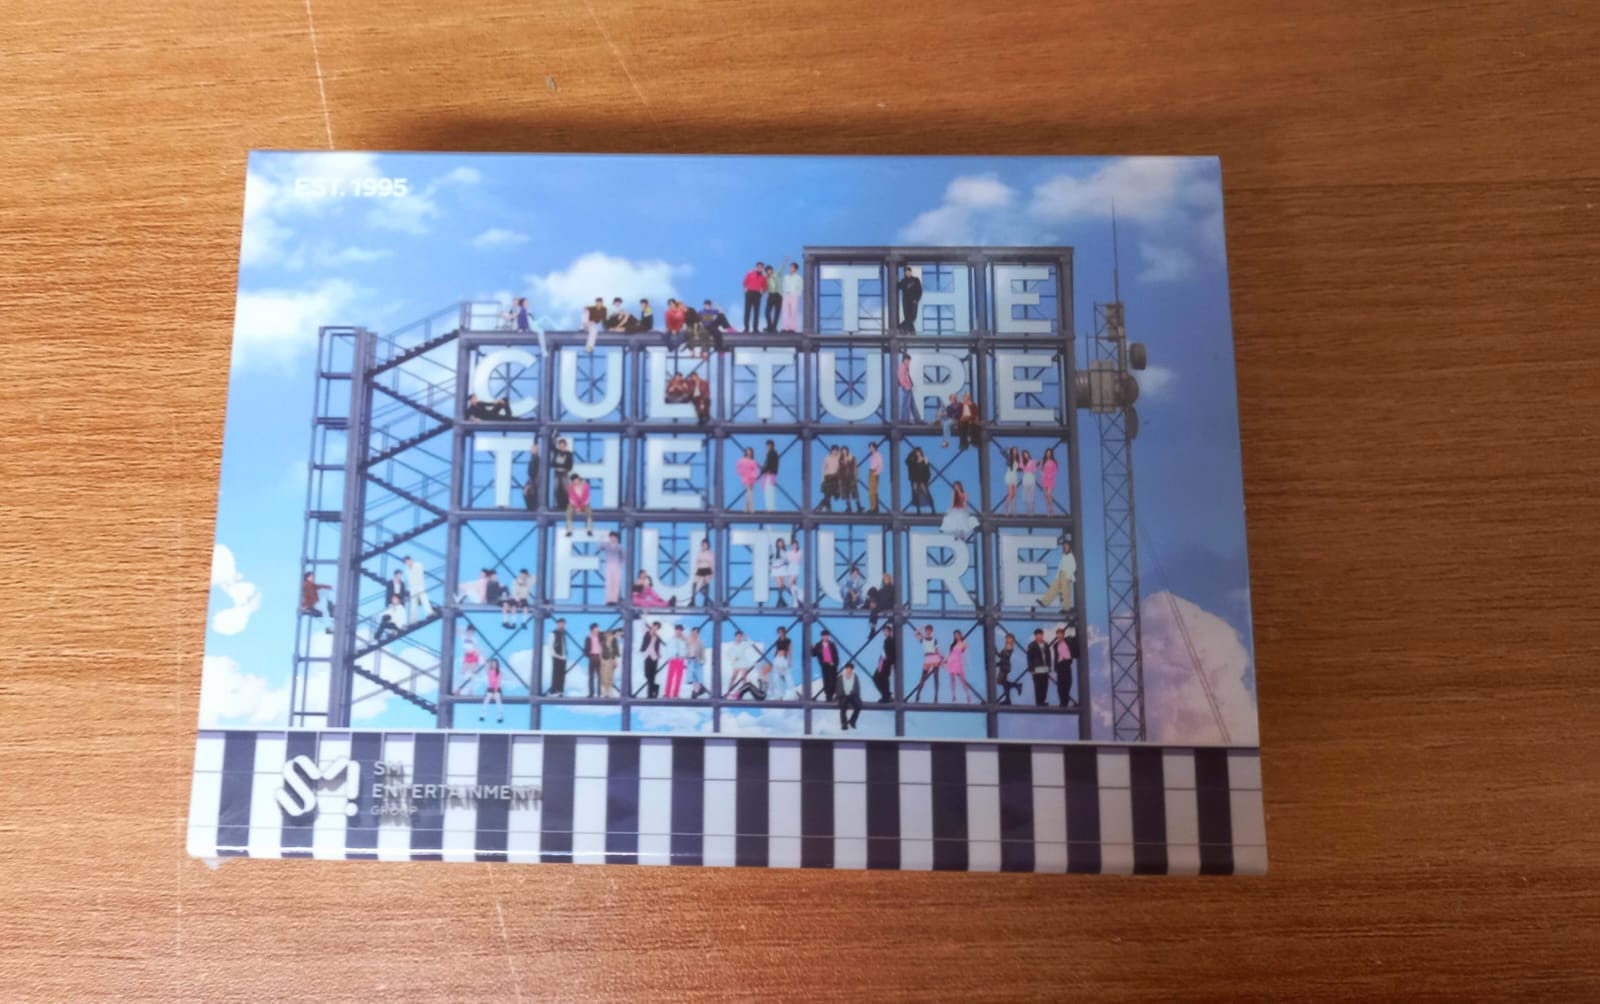 EST. 1995
THE
CULTURE
THE
FUTURE
SM
ENTERTAINMENT
GROUP